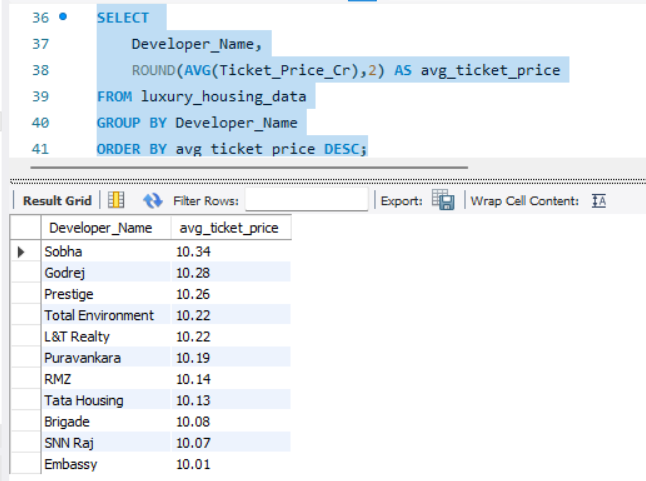 36 SELECT
37 Developer_Name,
38 ROUND(AVG(Ticket_Price_Cr),2) AS avg_ticket_price
39 FROM luxury_housing_data
40 GROUP BY Developer_Name
41 ORDER BY avg_ticket_price DESC;
Result Grid Filter Rows: Export: Wrap Cell Content: IA
Developer_Name avg_ticket_price
Sobha 10.34
Godrej 10.28
Prestige 10.26
Total Environment 10.22
L&T Realty 10.22
Puravankara 10.19
RMZ 10.14
Tata Housing 10.13
Brigade 10.08
SNN Raj 10.07
Embassy 10.01